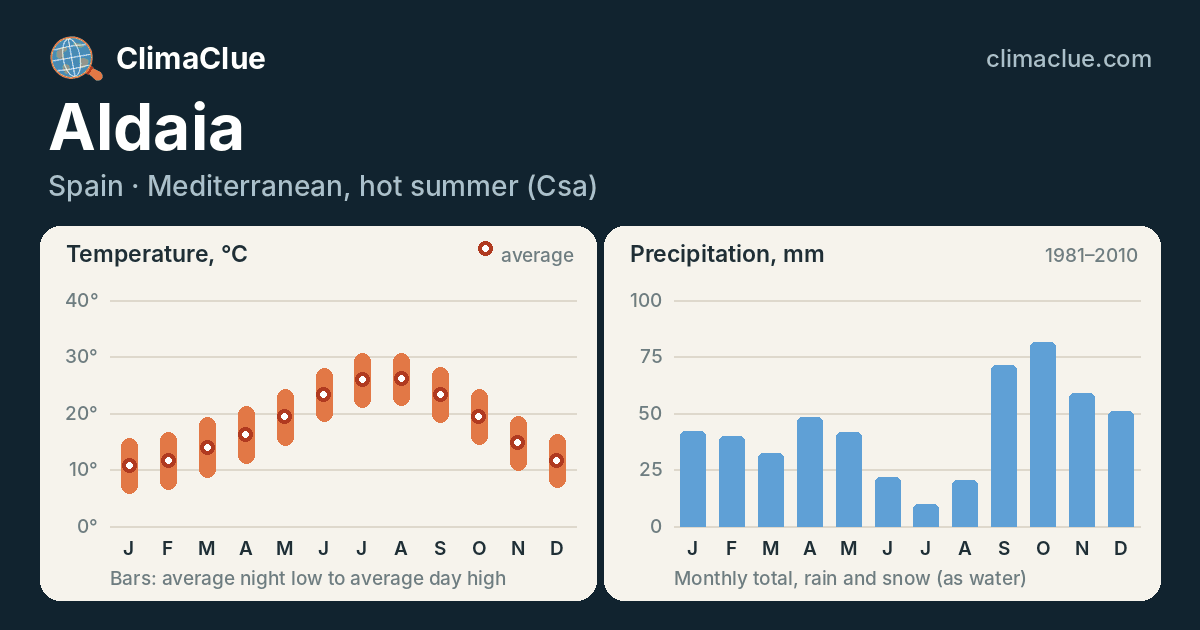 ClimaClue
climaclue.com
Aldaia
Spain · Mediterranean, hot summer (Csa)
Temperature, °C
average
40°
30°
20°
10°
0°
J F M A M J J A S O N D
Bars: average night low to average day high
Precipitation, mm
1981–2010
100
75
50
25
0
J F M A M J J A S O N D
Monthly total, rain and snow (as water)